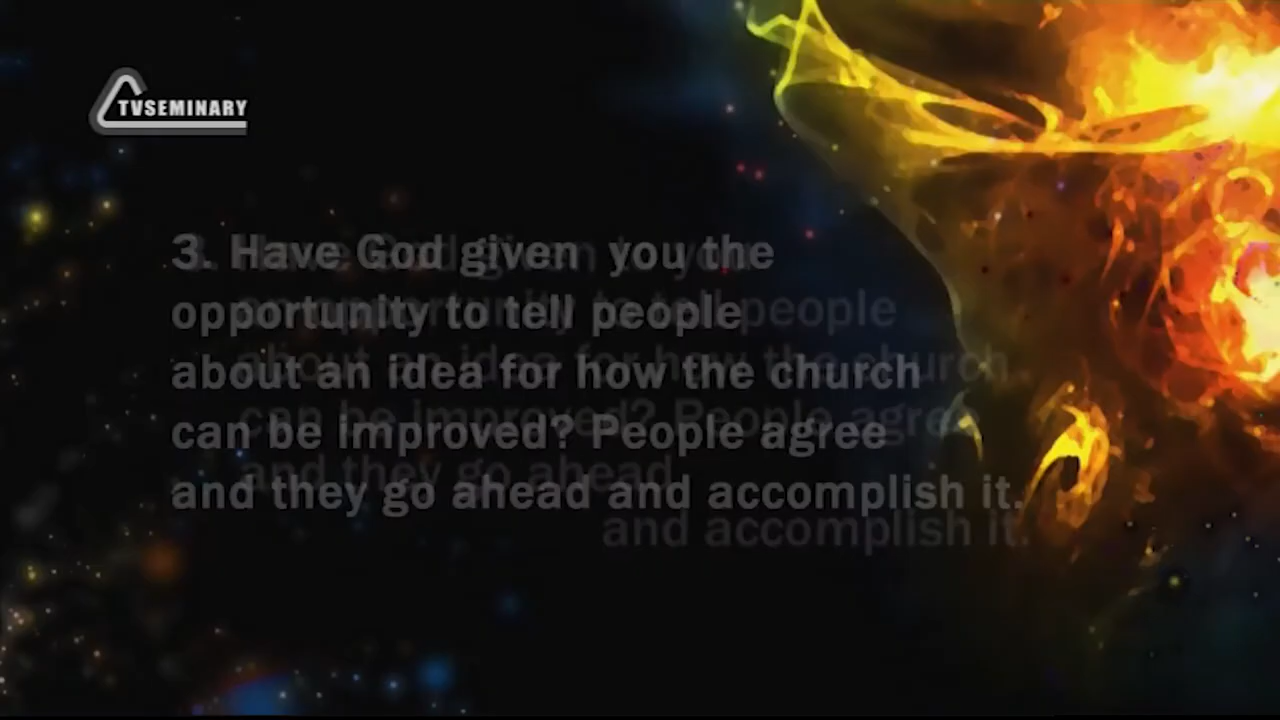 TVSEMINARY
3. Have God given you the
opportunity to tell people
about an idea for how the church
can be improved? People agree
and they go ahead and accomplish it.